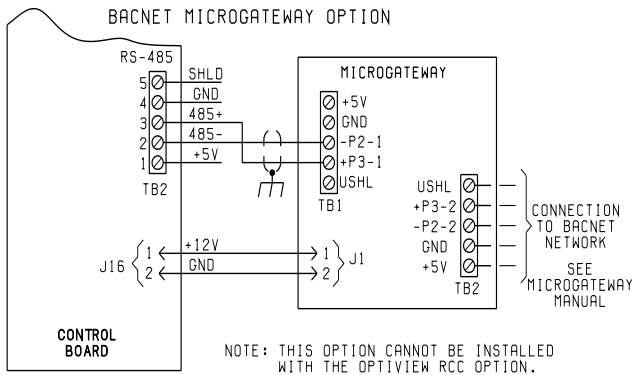 BACNET MICROGATEWAY OPTION
RS-485
5 SHLD
4 GND
3 485+
2 485-
1 +5V
TB2
MICROGATEWAY
+5V
GND
-P2-1
+P3-1
USHL
TB1
USHL
+P3-2
-P2-2
GND
+5V
TB2
CONNECTION
TO BACNET
NETWORK
SEE
MICROGATEWAY
MANUAL
J16
1 +12V 1
2 GND 2
J1
CONTROL
BOARD
NOTE: THIS OPTION CANNOT BE INSTALLED
WITH THE OPTIVIEW RCC OPTION.